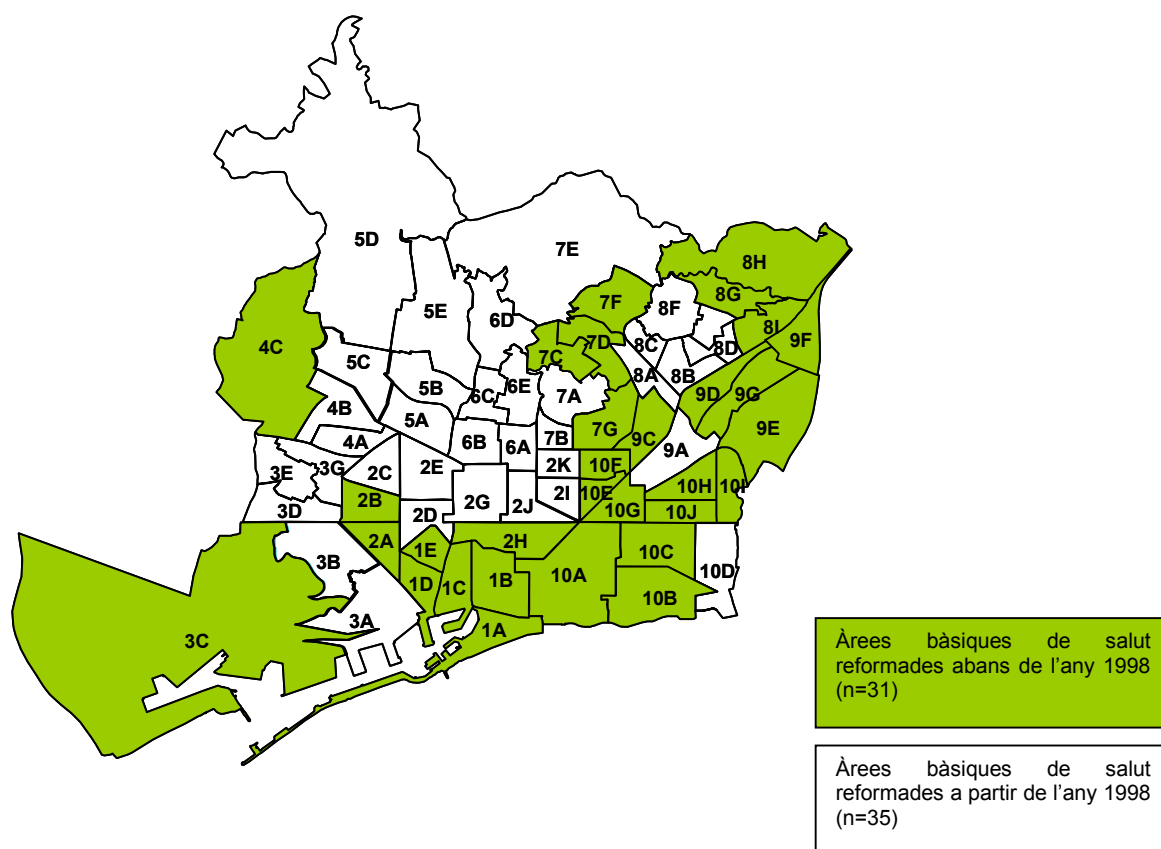 5D
7E
8H
5E
7F
8G
8F
6D
8I
9F
4C
7D
8C
8D
7C
5C
8A
8B
6E
5B
6C
7A
9D
9G
4B
5A
7G
9C
9E
6B
6A
7B
4A
9A
3G
3E
2C
2E
2K
10F
10H
10I
2B
2G
2J
2I
10E
10G
10J
3D
2D
2A
1E
2H
10C
3B
1D
1C
1B
10A
10D
10B
3A
1A
3C
Àrees bàsiques de salut
reformades abans de l’any 1998
(n=31)
Àrees bàsiques de salut
reformades a partir de l’any 1998
(n=35)